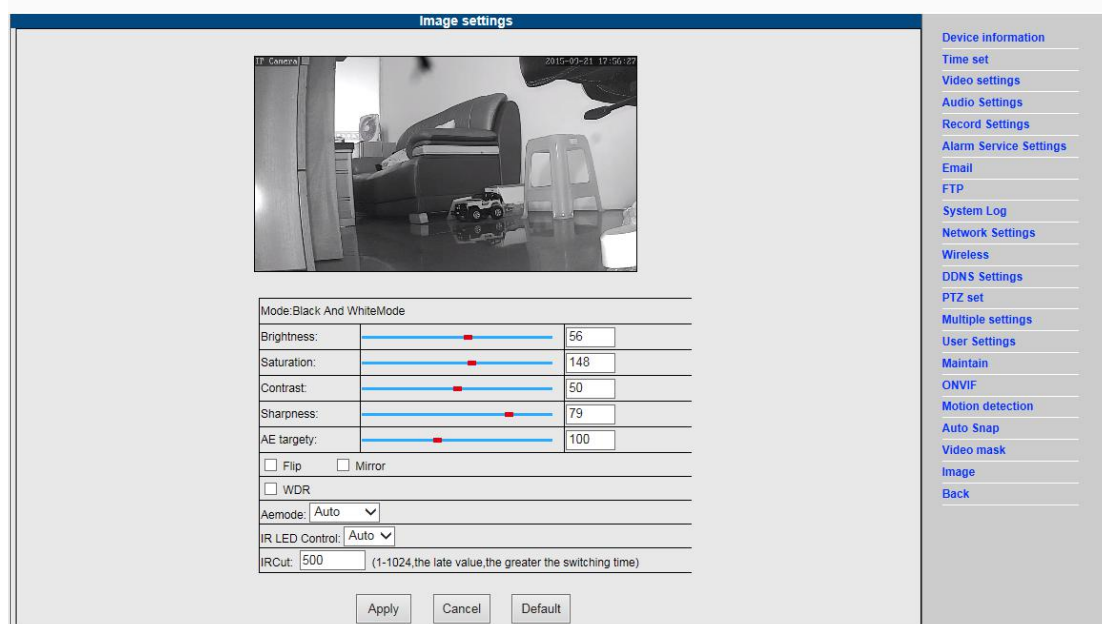 Image settings
IP Camera
2015-09-21 17:56:27
Mode:Black And WhiteMode
Brightness: 56
Saturation: 148
Contrast: 50
Sharpness: 79
AE targety: 100
Flip Mirror
WDR
Aemode: Auto
IR LED Control: Auto
IRCut: 500 (1-1024,the late value,the greater the switching time)
Apply Cancel Default
Device information
Time set
Video settings
Audio Settings
Record Settings
Alarm Service Settings
Email
FTP
System Log
Network Settings
Wireless
DDNS Settings
PTZ set
Multiple settings
User Settings
Maintain
ONVIF
Motion detection
Auto Snap
Video mask
Image
Back